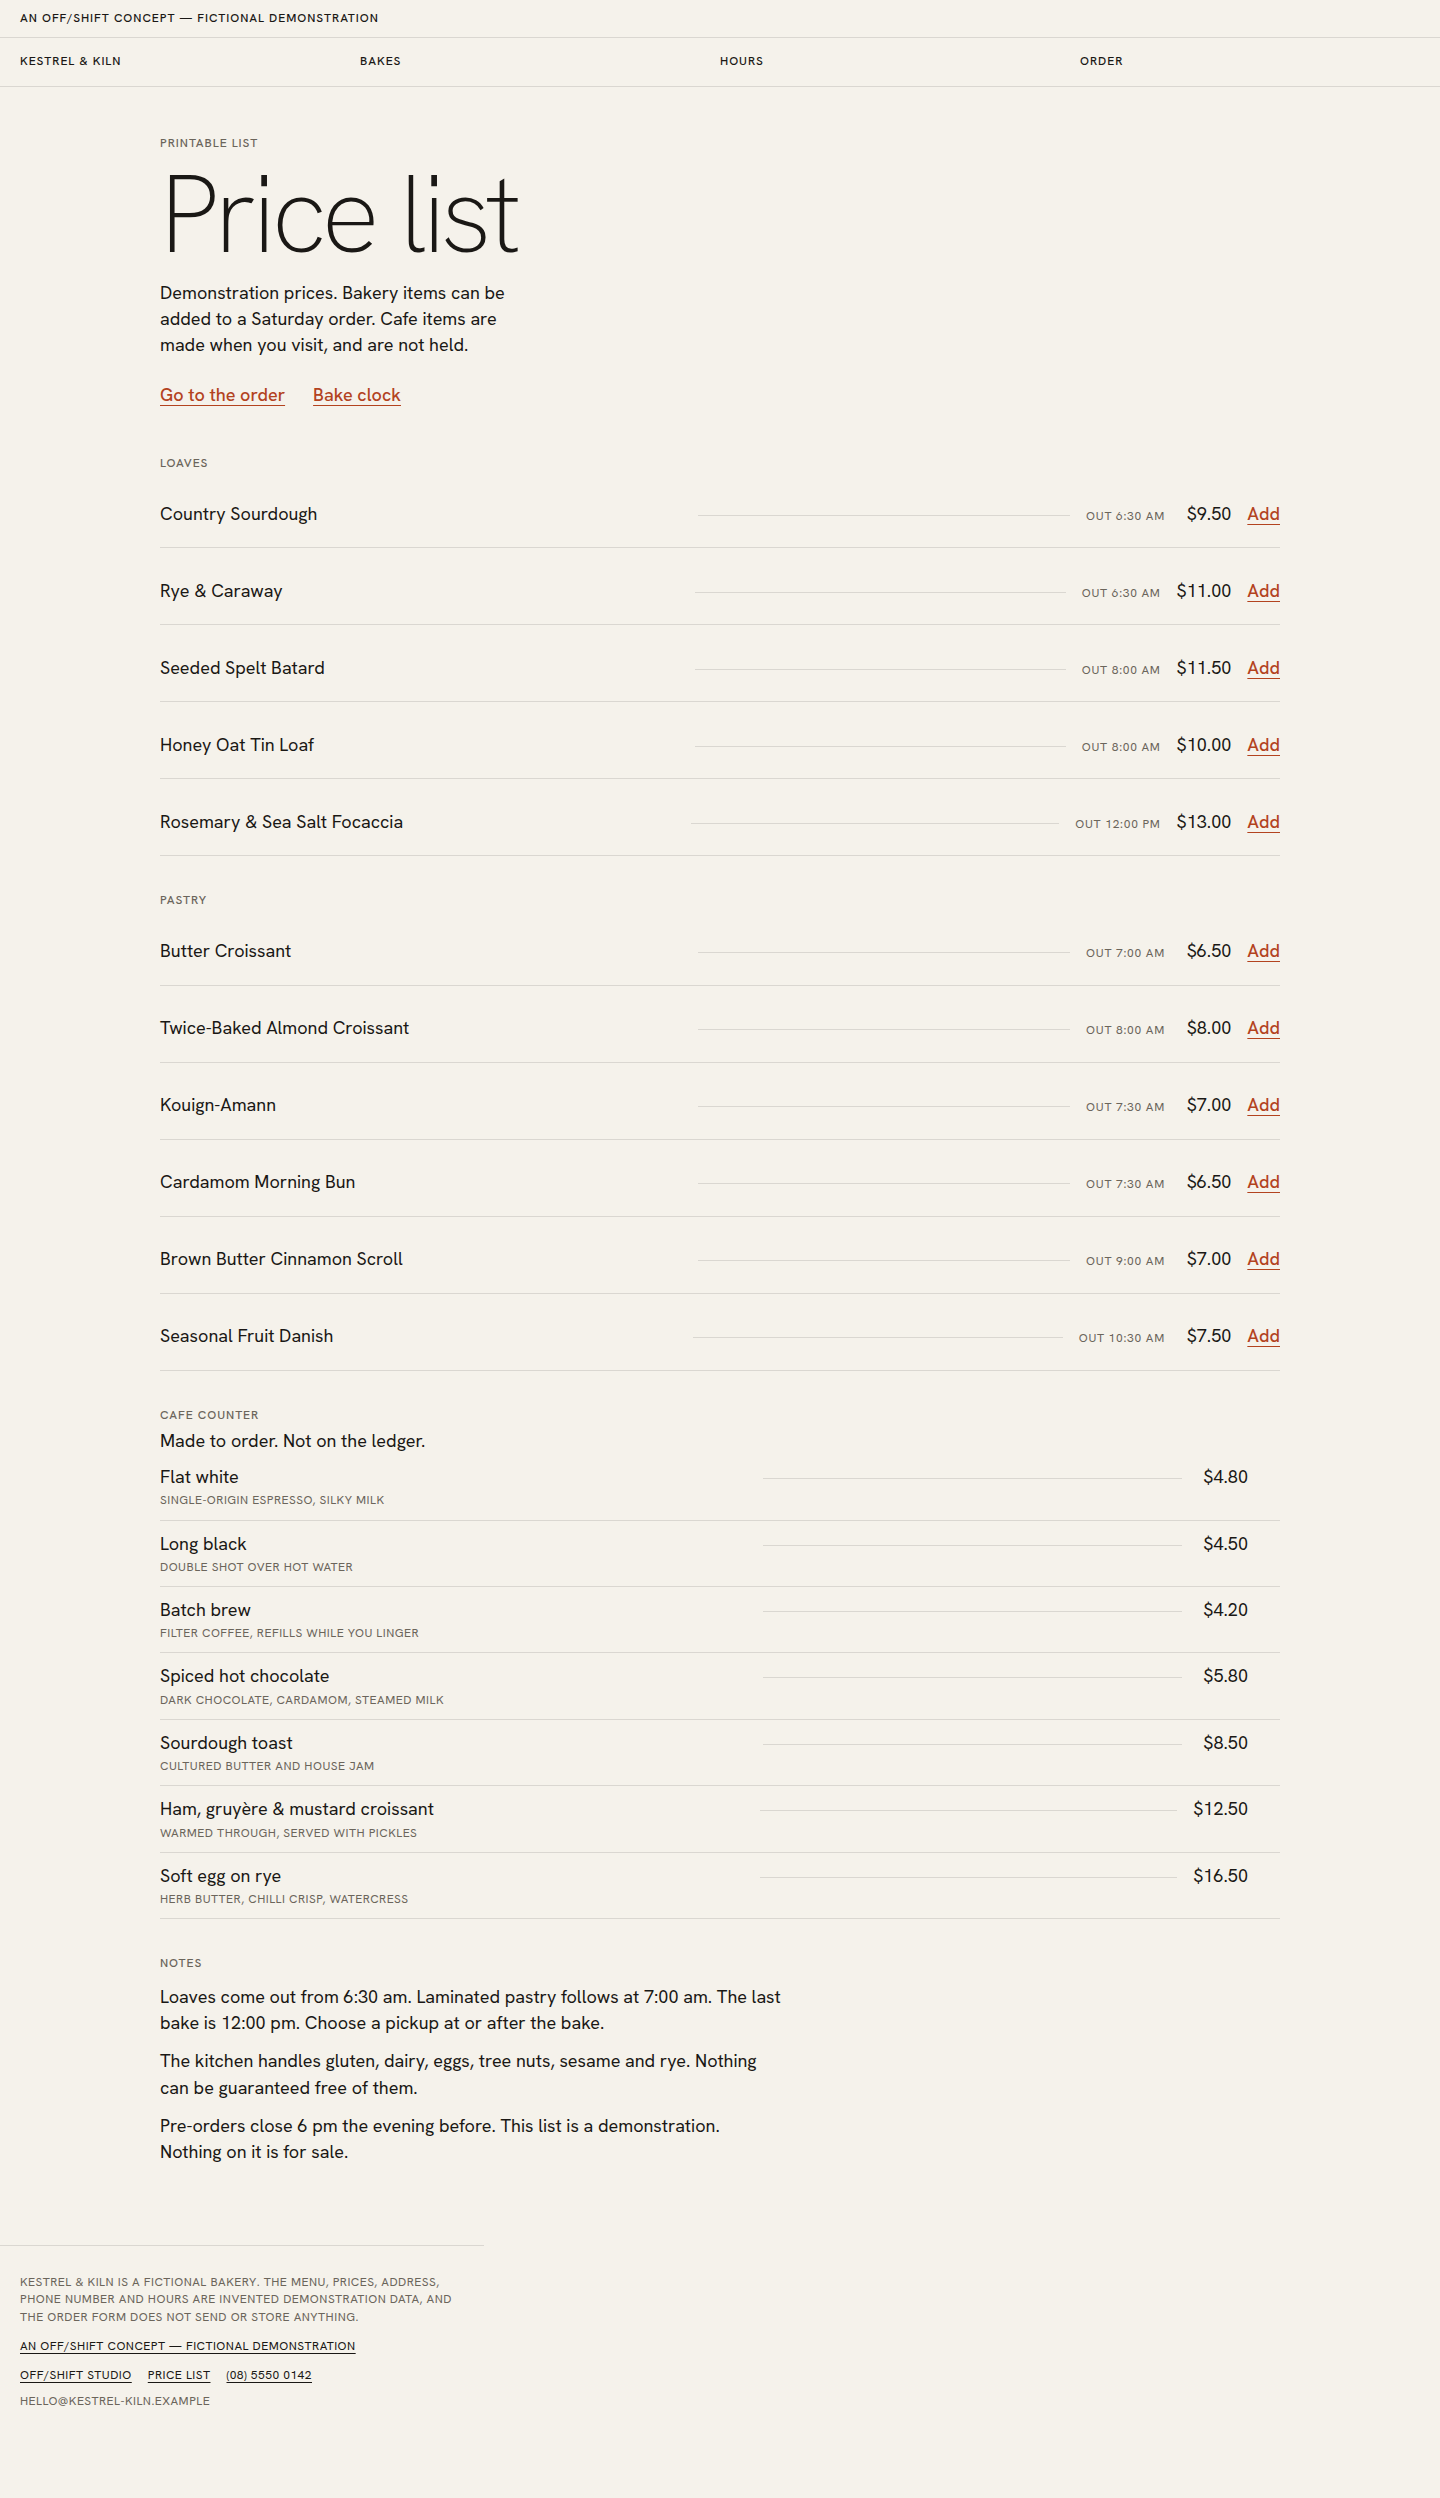 AN OFF/SHIFT CONCEPT — FICTIONAL DEMONSTRATION
KESTREL & KILN BAKES HOURS ORDER
PRINTABLE LIST
Price list
Demonstration prices. Bakery items can be
added to a Saturday order. Cafe items are
made when you visit, and are not held.
Go to the order Bake clock
LOAVES
Country Sourdough OUT 6:30 AM $9.50 Add
Rye & Caraway OUT 6:30 AM $11.00 Add
Seeded Spelt Batard OUT 8:00 AM $11.50 Add
Honey Oat Tin Loaf OUT 8:00 AM $10.00 Add
Rosemary & Sea Salt Focaccia OUT 12:00 PM $13.00 Add
PASTRY
Butter Croissant OUT 7:00 AM $6.50 Add
Twice-Baked Almond Croissant OUT 8:00 AM $8.00 Add
Kouign-Amann OUT 7:30 AM $7.00 Add
Cardamom Morning Bun OUT 7:30 AM $6.50 Add
Brown Butter Cinnamon Scroll OUT 9:00 AM $7.00 Add
Seasonal Fruit Danish OUT 10:30 AM $7.50 Add
CAFE COUNTER
Made to order. Not on the ledger.
Flat white $4.80
SINGLE-ORIGIN ESPRESSO, SILKY MILK
Long black $4.50
DOUBLE SHOT OVER HOT WATER
Batch brew $4.20
FILTER COFFEE, REFILLS WHILE YOU LINGER
Spiced hot chocolate $5.80
DARK CHOCOLATE, CARDAMOM, STEAMED MILK
Sourdough toast $8.50
CULTURED BUTTER AND HOUSE JAM
Ham, gruyère & mustard croissant $12.50
WARMED THROUGH, SERVED WITH PICKLES
Soft egg on rye $16.50
HERB BUTTER, CHILLI CRISP, WATERCRESS
NOTES
Loaves come out from 6:30 am. Laminated pastry follows at 7:00 am. The last
bake is 12:00 pm. Choose a pickup at or after the bake.
The kitchen handles gluten, dairy, eggs, tree nuts, sesame and rye. Nothing
can be guaranteed free of them.
Pre-orders close 6 pm the evening before. This list is a demonstration.
Nothing on it is for sale.
KESTREL & KILN IS A FICTIONAL BAKERY. THE MENU, PRICES, ADDRESS,
PHONE NUMBER AND HOURS ARE INVENTED DEMONSTRATION DATA, AND
THE ORDER FORM DOES NOT SEND OR STORE ANYTHING.
AN OFF/SHIFT CONCEPT — FICTIONAL DEMONSTRATION
OFF/SHIFT STUDIO PRICE LIST (08) 5550 0142
HELLO@KESTREL-KILN.EXAMPLE